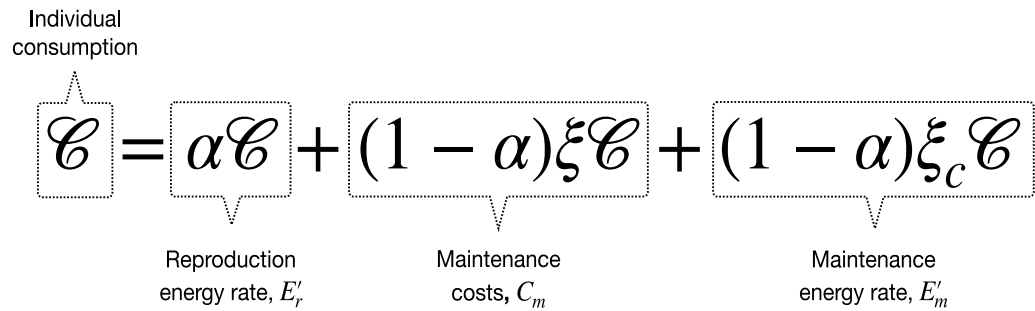 Individual
consumption
𝒞 = α𝒞 + (1 − α)ξ𝒞 + (1 − α)ξ_c𝒞
Reproduction
energy rate, E′_r
Maintenance
costs, C_m
Maintenance
energy rate, E′_m